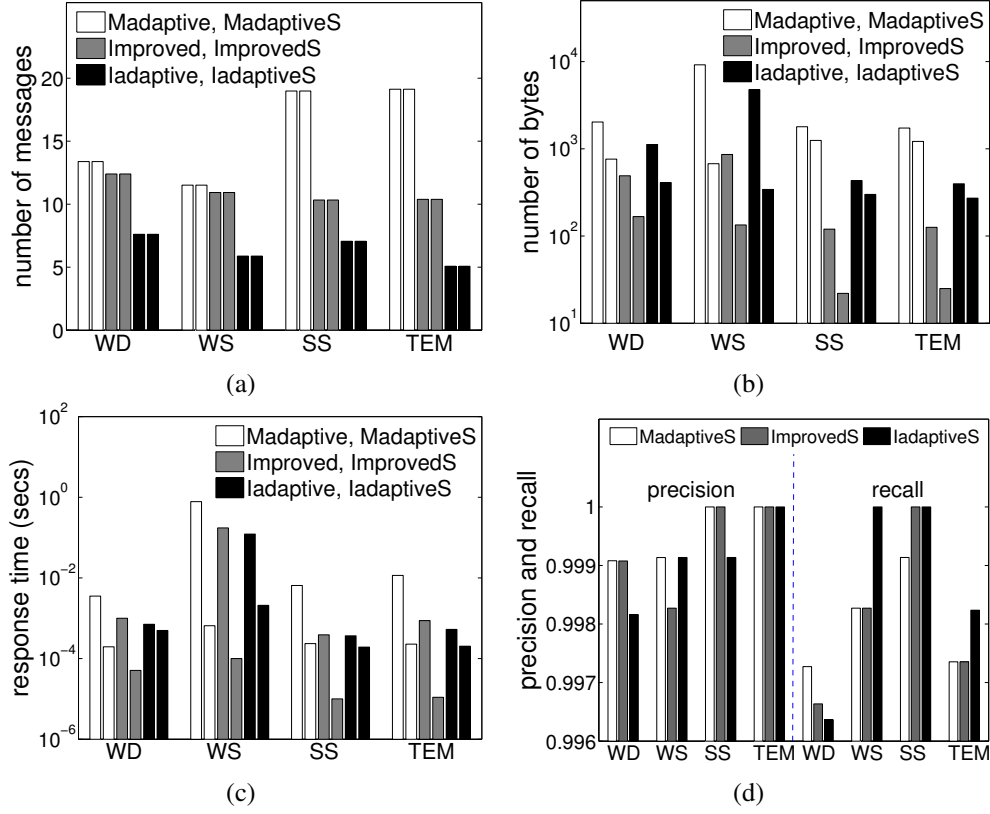 Madaptive, MadaptiveS
Improved, ImprovedS
Iadaptive, IadaptiveS
number of messages
20
15
10
5
0
WD WS SS TEM
(a)
Madaptive, MadaptiveS
Improved, ImprovedS
Iadaptive, IadaptiveS
number of bytes
10^4
10^3
10^2
10^1
WD WS SS TEM
(b)
Madaptive, MadaptiveS
Improved, ImprovedS
Iadaptive, IadaptiveS
response time (secs)
10^2
10^0
10^-2
10^-4
10^-6
WD WS SS TEM
(c)
MadaptiveS ImprovedS IadaptiveS
precision recall
precision and recall
1
0.999
0.998
0.997
0.996
WD WS SS TEM WD WS SS TEM
(d)